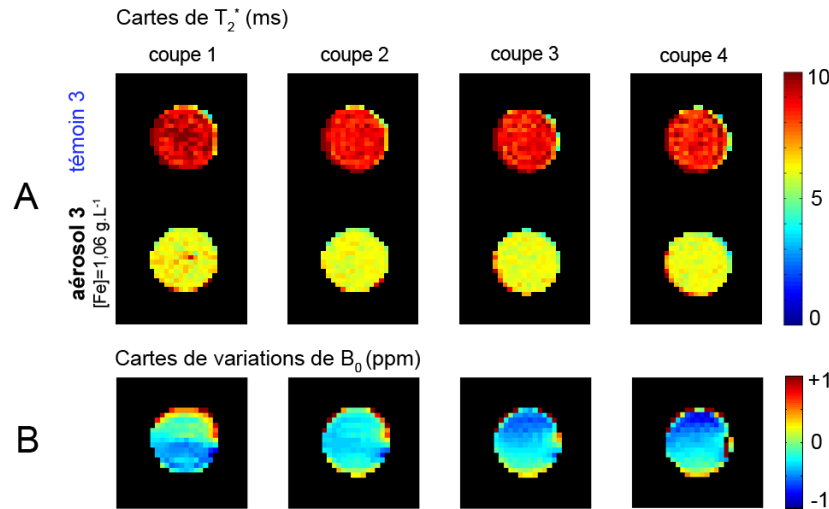 Cartes de T2* (ms)
coupe 1 coupe 2 coupe 3 coupe 4
témoin 3
A
aérosol 3
[Fe]=1,06 g.L-1
10
5
0
Cartes de variations de B0 (ppm)
B
+1
0
-1